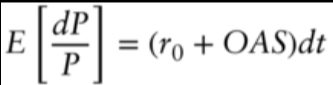 E[dP/P] = (r₀ + OAS)dt